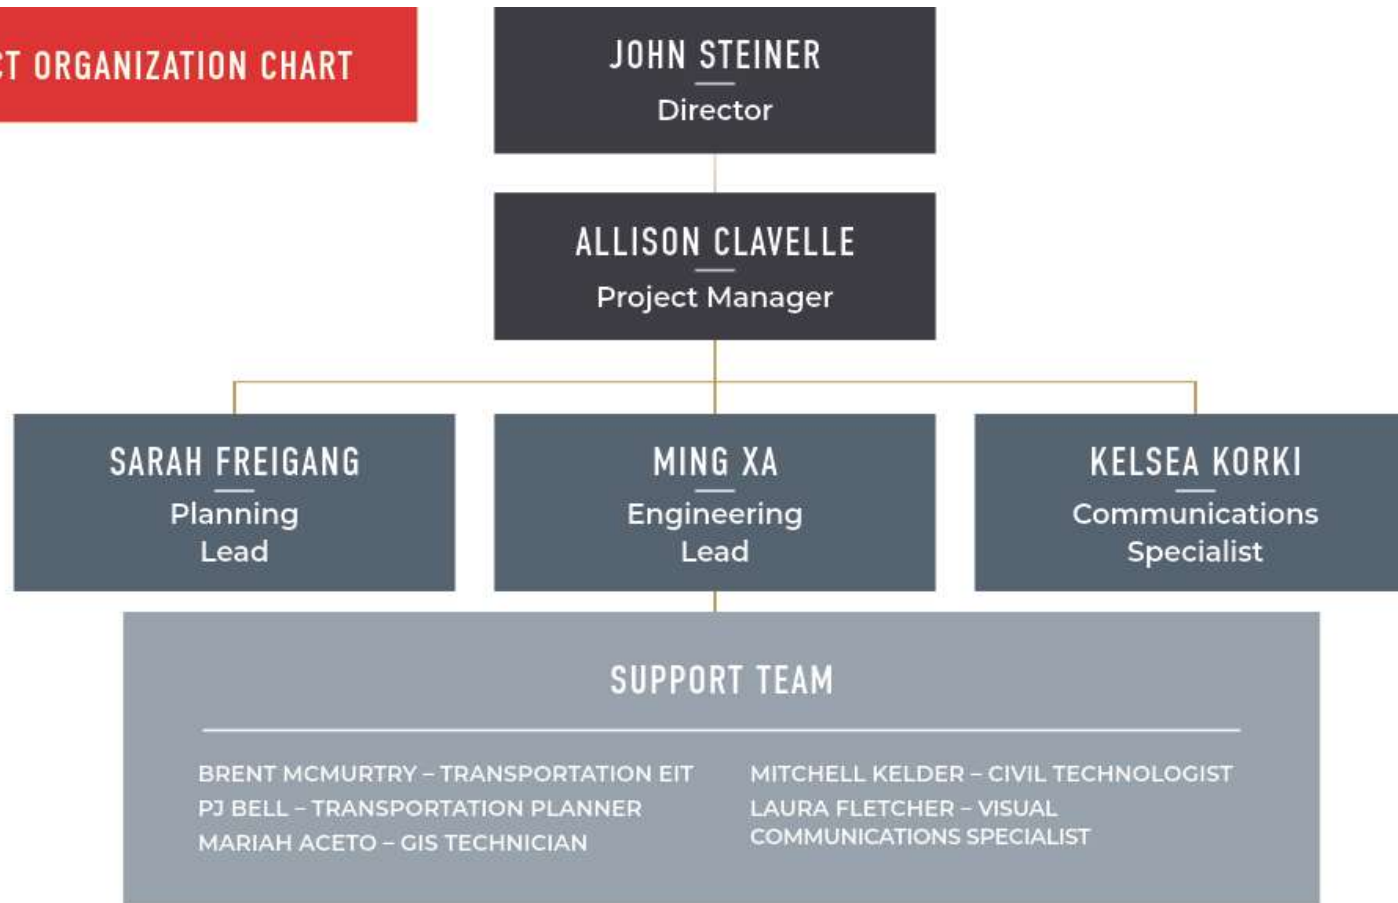 CT ORGANIZATION CHART
JOHN STEINER
Director
ALLISON CLAVELLE
Project Manager
SARAH FREIGANG
Planning
Lead
MING XA
Engineering
Lead
KELSEA KORKI
Communications
Specialist
SUPPORT TEAM
BRENT MCMURTRY – TRANSPORTATION EIT
PJ BELL – TRANSPORTATION PLANNER
MARIAH ACETO – GIS TECHNICIAN
MITCHELL KELDER – CIVIL TECHNOLOGIST
LAURA FLETCHER – VISUAL
COMMUNICATIONS SPECIALIST